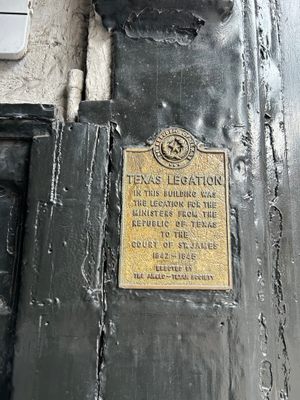 TEXAS LEGATION
IN THIS BUILDING WAS
THE LEGATION FOR THE
MINISTERS FROM THE
REPUBLIC OF TEXAS
TO THE
COURT OF ST. JAMES
1842 – 1845
ERECTED BY
THE ANGLO – TEXAN SOCIETY